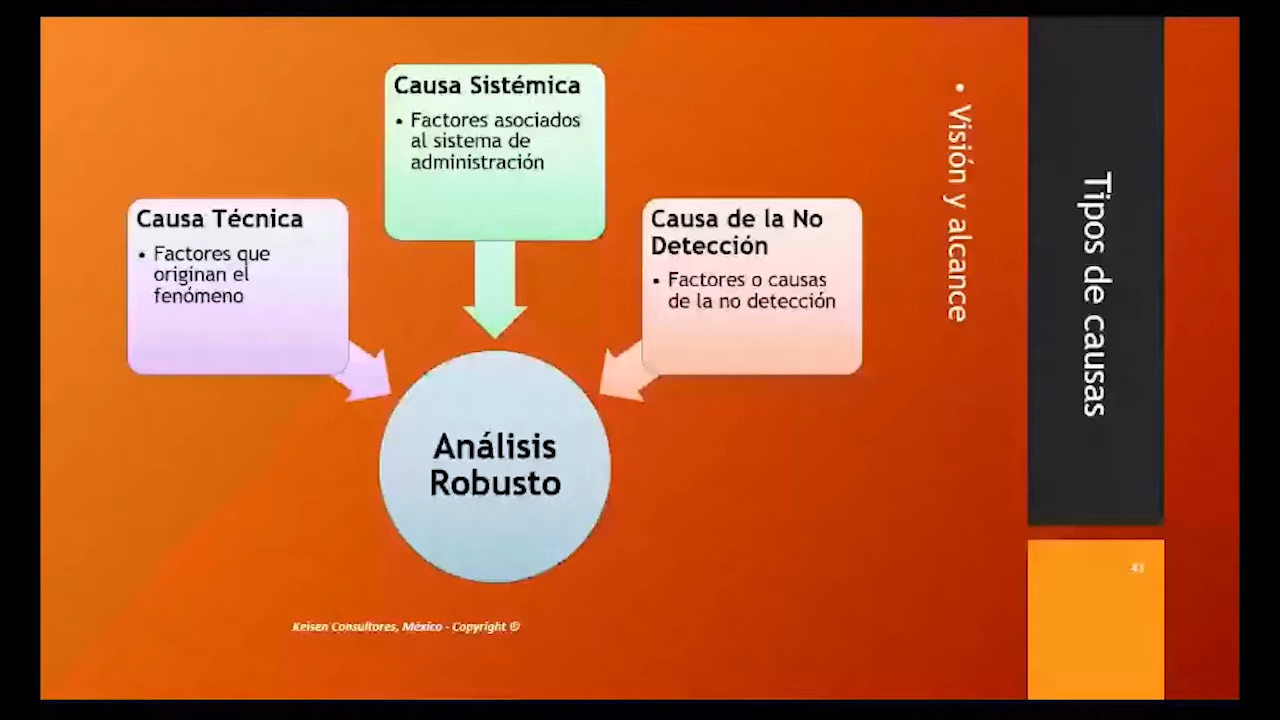 Tipos de causas
• Visión y alcance
Causa Sistémica
• Factores asociados
al sistema de
administración
Causa Técnica
• Factores que
originan el
fenómeno
Causa de la No
Detección
• Factores o causas
de la no detección
Análisis
Robusto
Keisen Consultores, México - Copyright ©